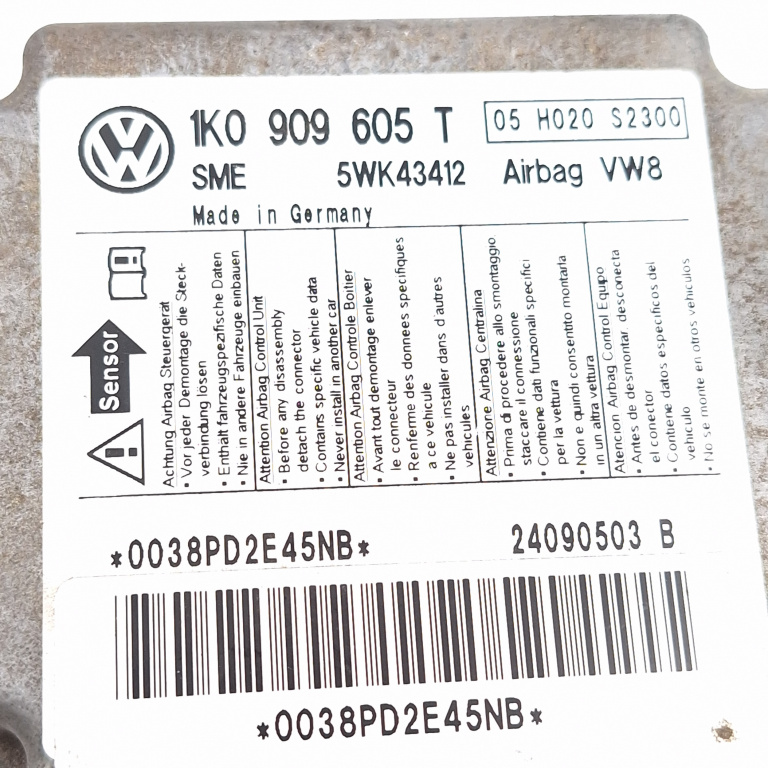 1K0 909 605 T
05 H020 S2300
SME 5WK43412 Airbag VW8
Made in Germany
Sensor
Achtung Airbag Steuergerät
• Vor jeder Demontage die Steck-
verbindung lösen
• Enthält fahrzeugspezifische Daten
• Nie in andere Fahrzeuge einbauen
Attention Airbag Control Unit
• Before any disassembly
detach the connector
• Contains specific vehicle data
• Never install in another car
Attention Airbag Controle Boîtier
• Avant tout demontage enlever
le connecteur
• Renferme des donnees specifiques
a ce vehicule
• Ne pas installer dans d'autres
vehicules
Attenzione Airbag Centralina
• Prima di procedere allo smontaggio
staccare il connessione
• Contiene dati funzionali specifici
per la vettura
• Non e quindi consentito montarla
in un altra vettura
Atencion Airbag Control Equipo
• Antes de desmontar, desconecta
el conector
• Contiene datos especificos del
vehiculo
• No se monte en otros vehiculos
*0038PD2E45NB* 24090503 B
*0038PD2E45NB*